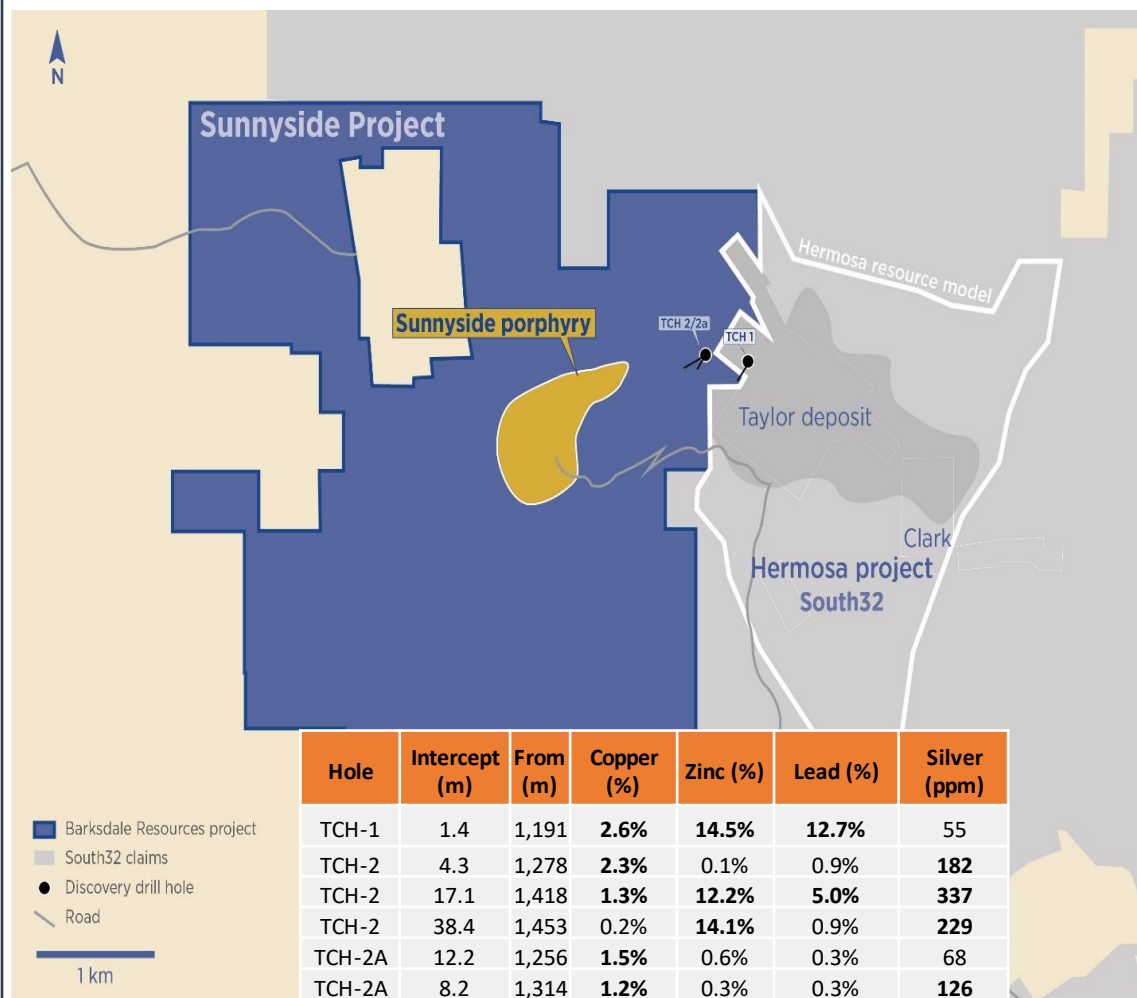 N
Sunnyside Project
Hermosa resource model
Sunnyside porphyry
TCH 2/2a
TCH 1
Taylor deposit
Clark
Hermosa project
South32
Barksdale Resources project
South32 claims
Discovery drill hole
Road
1 km
Hole Intercept (m) From (m) Copper (%) Zinc (%) Lead (%) Silver (ppm)
TCH-1 1.4 1,191 2.6% 14.5% 12.7% 55
TCH-2 4.3 1,278 2.3% 0.1% 0.9% 182
TCH-2 17.1 1,418 1.3% 12.2% 5.0% 337
TCH-2 38.4 1,453 0.2% 14.1% 0.9% 229
TCH-2A 12.2 1,256 1.5% 0.6% 0.3% 68
TCH-2A 8.2 1,314 1.2% 0.3% 0.3% 126